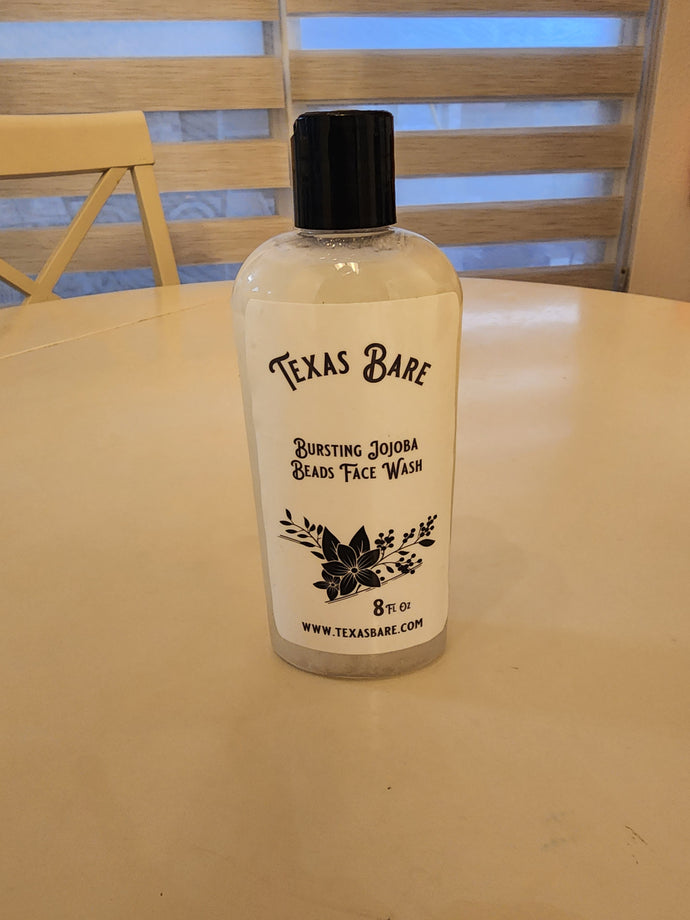 Texas Bare
Bursting Jojoba
Beads Face Wash
8 Fl Oz
www.texasbare.com